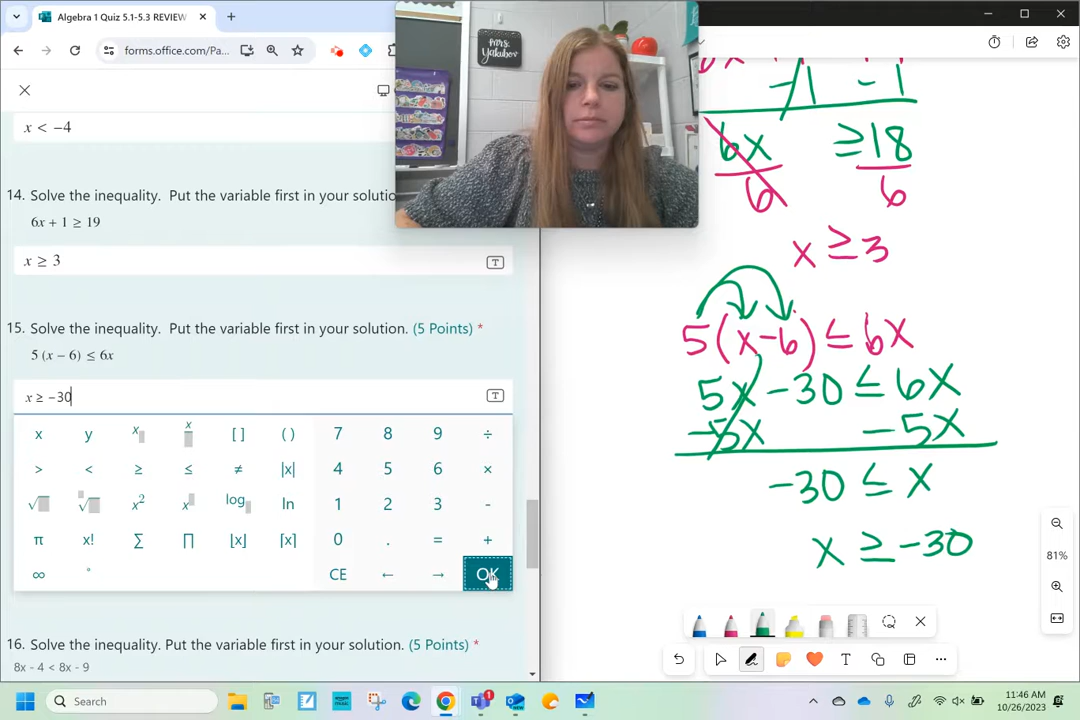 Algebra 1 Quiz 5.1-5.3 REVIEW
forms.office.com/Pa...
Mrs.
Yakubov
x < −4
14. Solve the inequality. Put the variable first in your solutio
6x + 1 ≥ 19
x ≥ 3
15. Solve the inequality. Put the variable first in your solution. (5 Points) *
5 (x − 6) ≤ 6x
x ≥ −30
x y x x [ ] ( ) 7 8 9 ÷
> < ≥ ≤ ≠ |x| 4 5 6 ×
√ √ x² x log ln 1 2 3 -
π x! ∑ ∏ ⌊x⌋ ⌈x⌉ 0 . = +
∞ ° CE ← → OK
16. Solve the inequality. Put the variable first in your solution. (5 Points) *
8x - 4 < 8x - 9
-1 -1
6x ≥ 18
6 6
x ≥ 3
5(x-6) ≤ 6x
5x -30 ≤ 6x
-5x -5x
-30 ≤ x
x ≥ -30
81%
T
Search
1
11:46 AM
10/26/2023